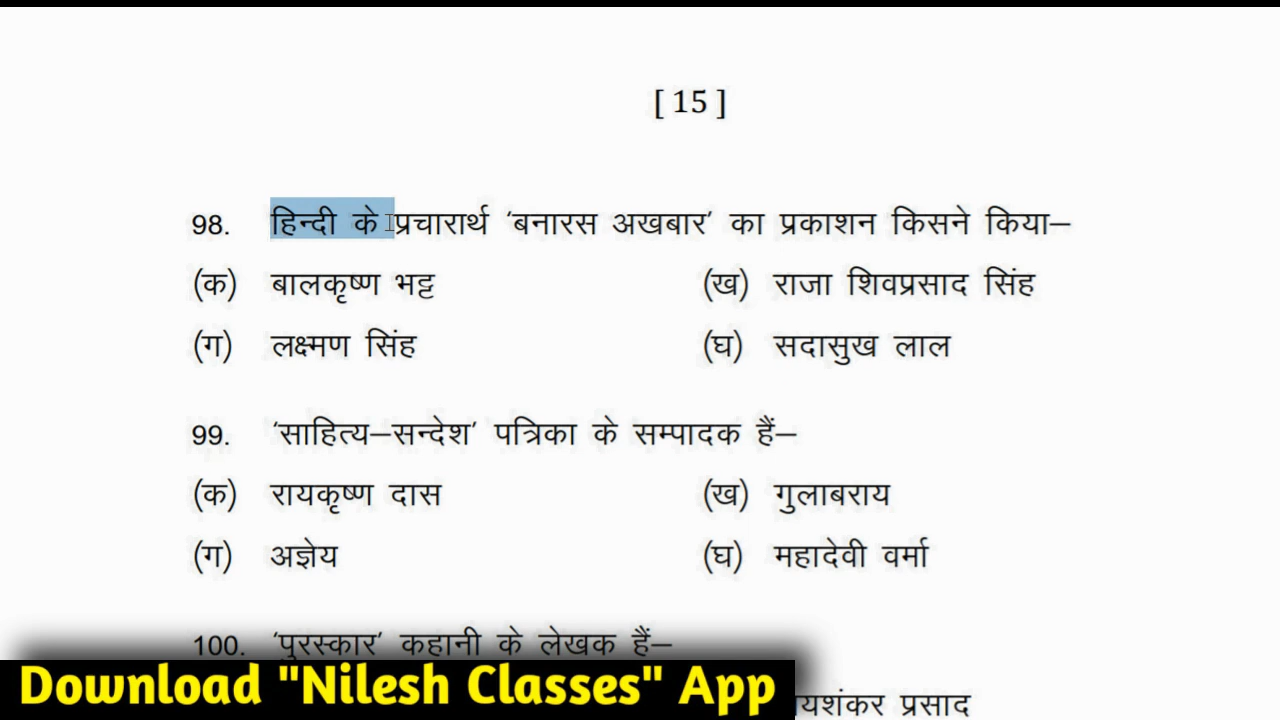 [ 15 ]
98. हिन्दी के प्रचारार्थ ‘बनारस अखबार’ का प्रकाशन किसने किया–
(क) बालकृष्ण भट्ट (ख) राजा शिवप्रसाद सिंह
(ग) लक्ष्मण सिंह (घ) सदासुख लाल
99. ‘साहित्य–सन्देश’ पत्रिका के सम्पादक हैं–
(क) रायकृष्ण दास (ख) गुलाबराय
(ग) अज्ञेय (घ) महादेवी वर्मा
100. ‘पुरस्कार’ कहानी के लेखक हैं–
Download "Nilesh Classes" App
यशंकर प्रसाद